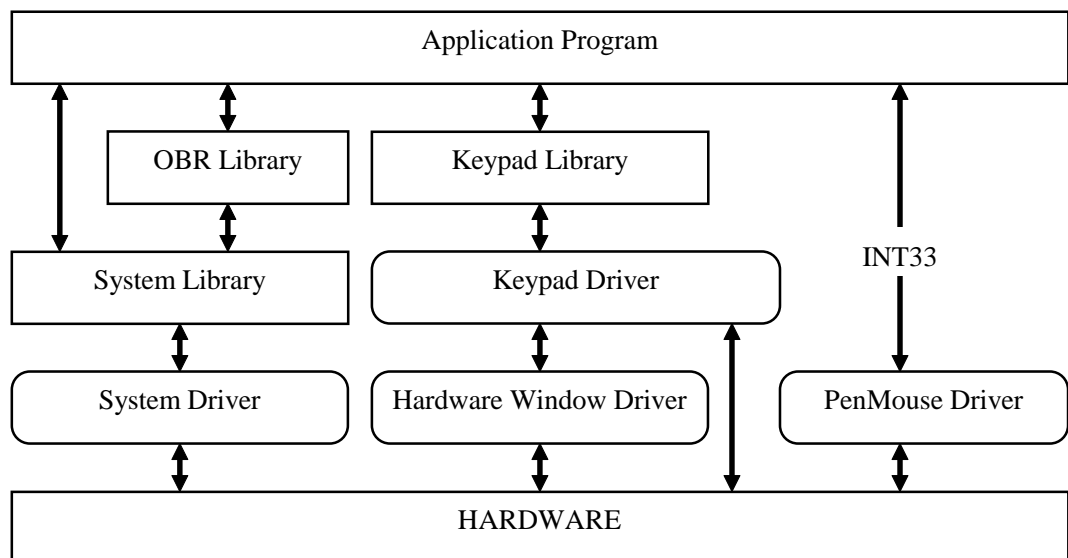 Application Program
OBR Library
Keypad Library
System Library
Keypad Driver
INT33
System Driver
Hardware Window Driver
PenMouse Driver
HARDWARE